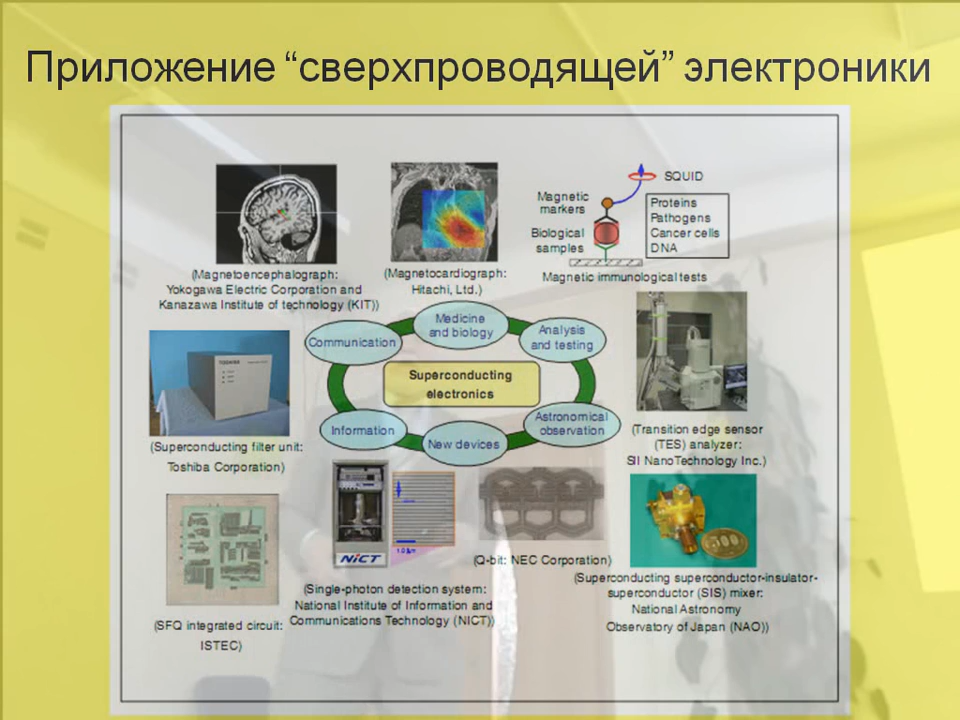 Приложение “сверхпроводящей” электроники
SQUID
Magnetic
markers
Biological
samples
Proteins
Pathogens
Cancer cells
DNA
Magnetic immunological tests
(Magnetoencephalograph:
Yokogawa Electric Corporation and
Kanazawa Institute of technology (KIT))
(Magnetocardiograph:
Hitachi, Ltd.)
Communication
Medicine
and biology
Analysis
and testing
Superconducting
electronics
Information
New devices
Astronomical
observation
TOSHIBA
(Superconducting filter unit:
Toshiba Corporation)
(Transition edge sensor
(TES) analyzer:
SII NanoTechnology Inc.)
(SFQ integrated circuit:
ISTEC)
NiCT
(Single-photon detection system:
National Institute of Information and
Communications Technology (NICT))
(Q-bit: NEC Corporation)
500
(Superconducting superconductor-insulator-
superconductor (SIS) mixer:
National Astronomy
Observatory of Japan (NAO))